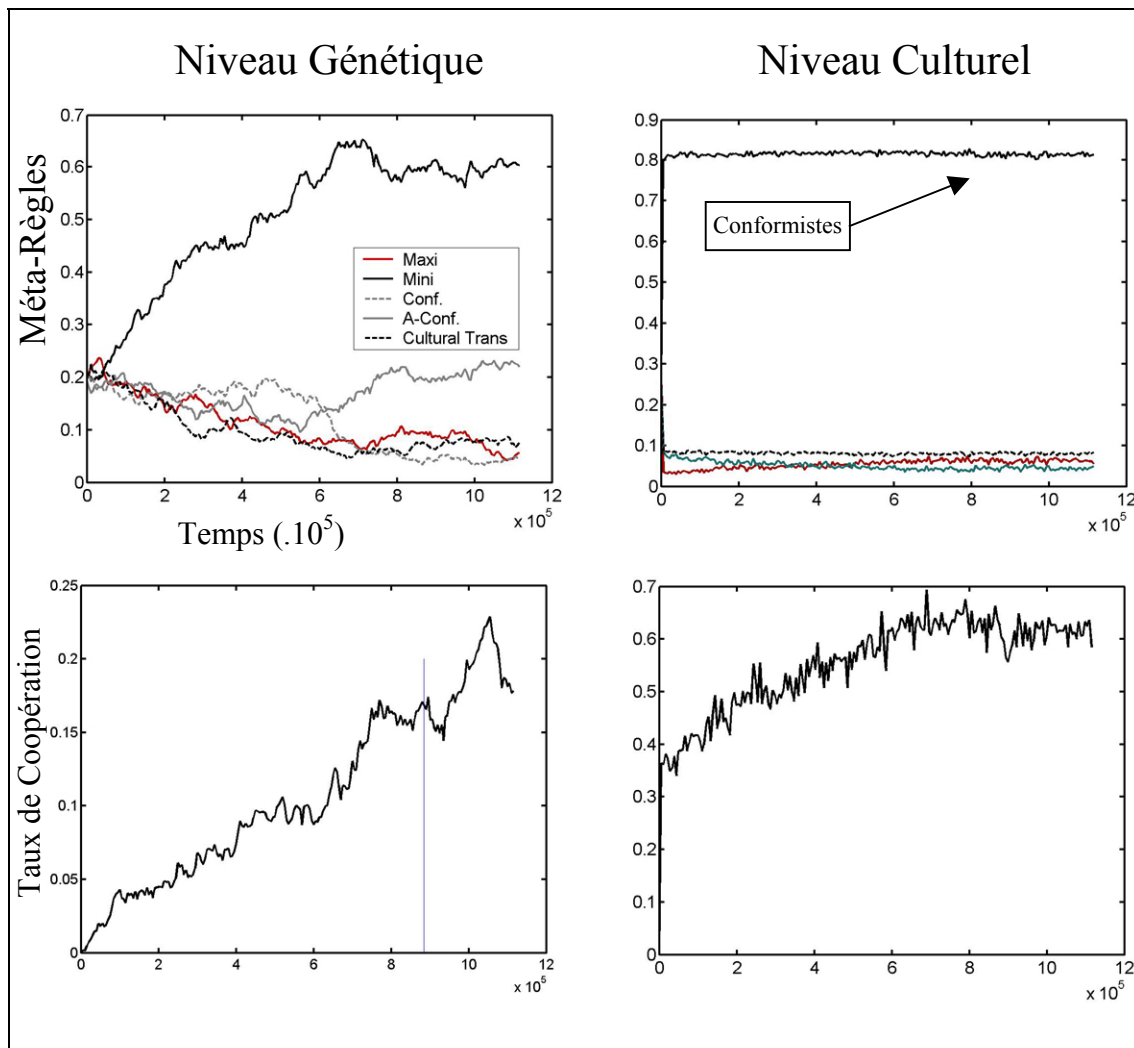 Niveau Génétique
Niveau Culturel
Méta-Règles
0.7
0.6
0.5
0.4
0.3
0.2
0.1
0
Maxi
Mini
Conf.
A-Conf.
Cultural Trans
0 2 4 6 8 10 12
x 10^5
Temps (.10^5)
0.9
0.8
0.7
0.6
0.5
0.4
0.3
0.2
0.1
0
Conformistes
0 2 4 6 8 10 12
x 10^5
Taux de Coopération
0.25
0.2
0.15
0.1
0.05
0
0 2 4 6 8 10 12
x 10^5
0.7
0.6
0.5
0.4
0.3
0.2
0.1
0
0 2 4 6 8 10 12
x 10^5